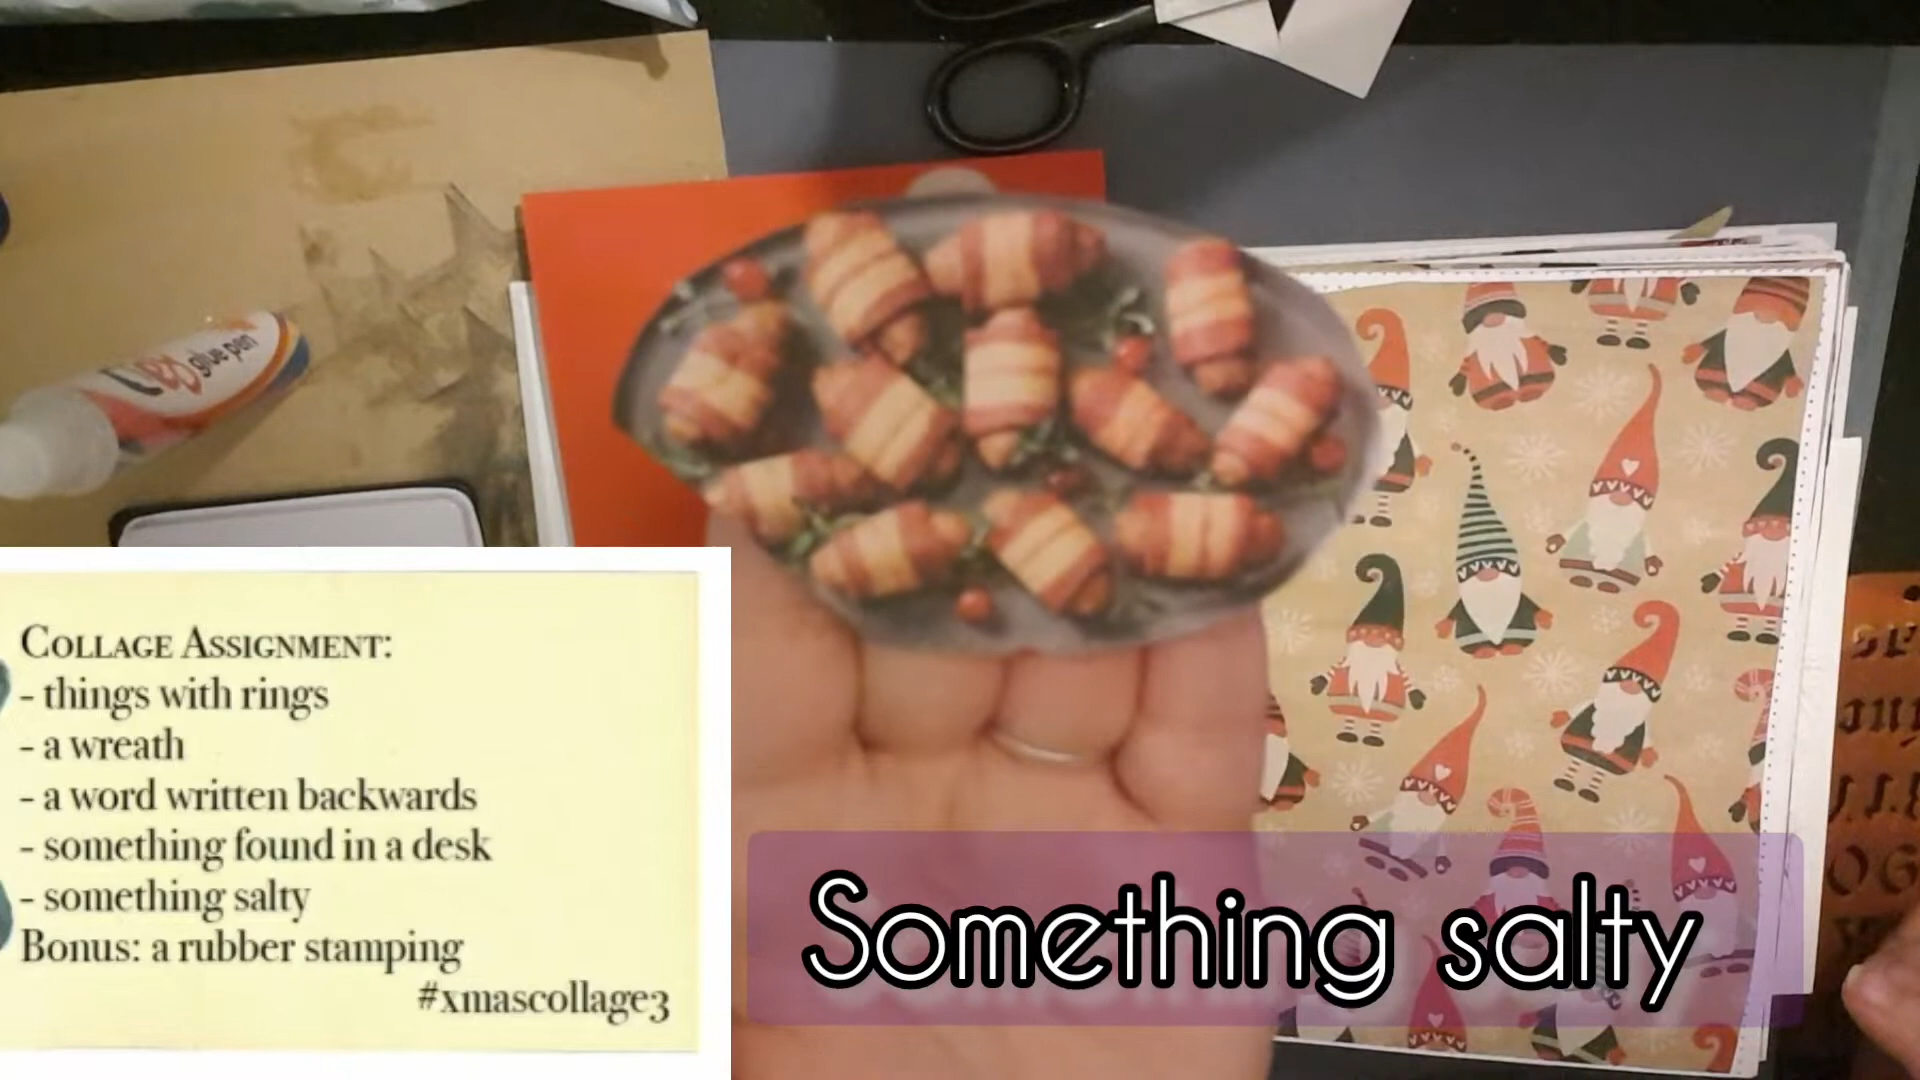 glue pen
COLLAGE ASSIGNMENT:
- things with rings
- a wreath
- a word written backwards
- something found in a desk
- something salty
Bonus: a rubber stamping
#xmascollage3
Something salty